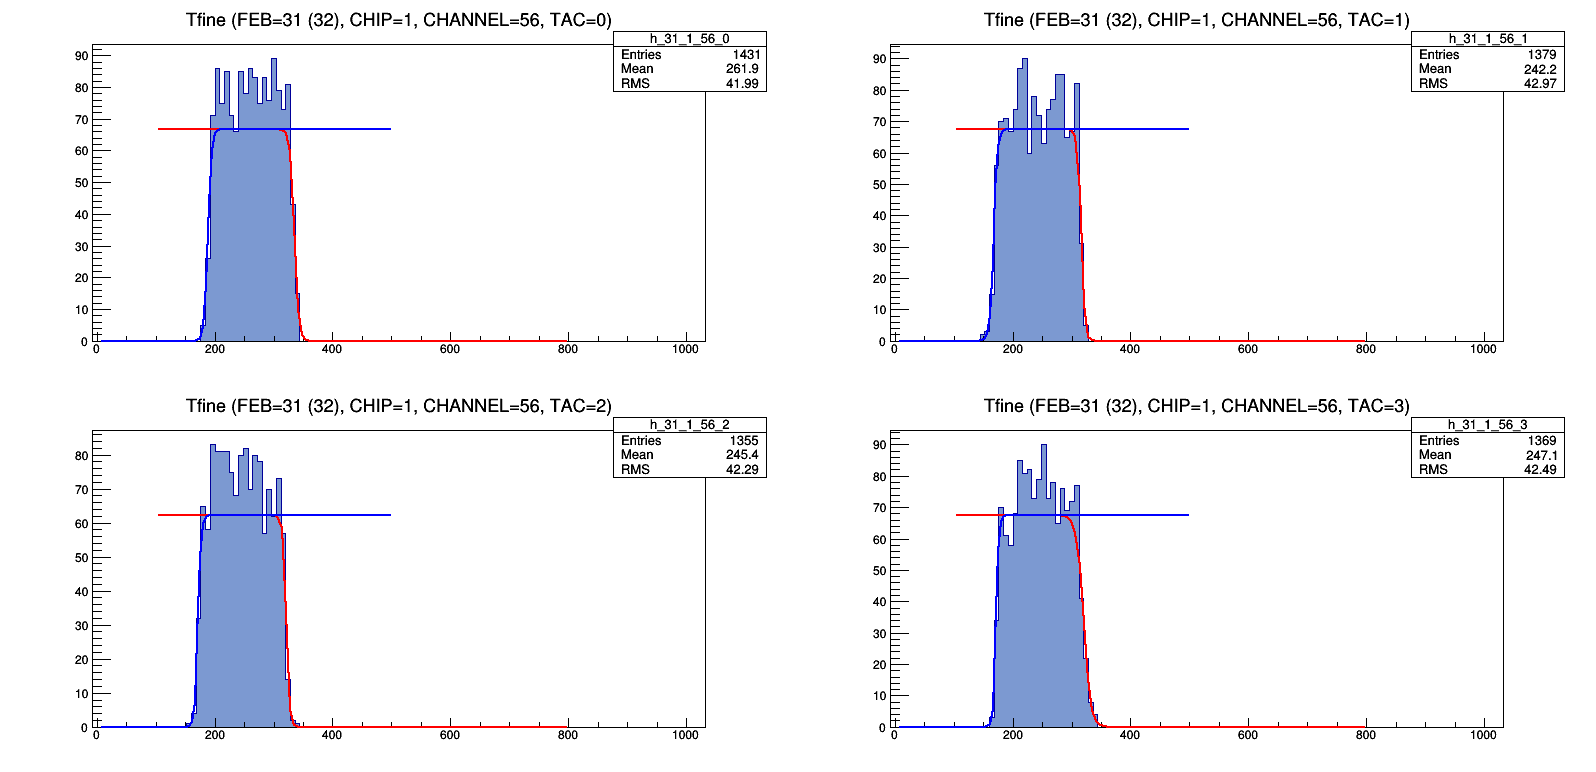 Tfine (FEB=31 (32), CHIP=1, CHANNEL=56, TAC=0)
h_31_1_56_0
Entries 1431
Mean 261.9
RMS 41.99
90
80
70
60
50
40
30
20
10
0
0 200 400 600 800 1000
Tfine (FEB=31 (32), CHIP=1, CHANNEL=56, TAC=1)
h_31_1_56_1
Entries 1379
Mean 242.2
RMS 42.97
90
80
70
60
50
40
30
20
10
0
0 200 400 600 800 1000
Tfine (FEB=31 (32), CHIP=1, CHANNEL=56, TAC=2)
h_31_1_56_2
Entries 1355
Mean 245.4
RMS 42.29
80
70
60
50
40
30
20
10
0
0 200 400 600 800 1000
Tfine (FEB=31 (32), CHIP=1, CHANNEL=56, TAC=3)
h_31_1_56_3
Entries 1369
Mean 247.1
RMS 42.49
90
80
70
60
50
40
30
20
10
0
0 200 400 600 800 1000